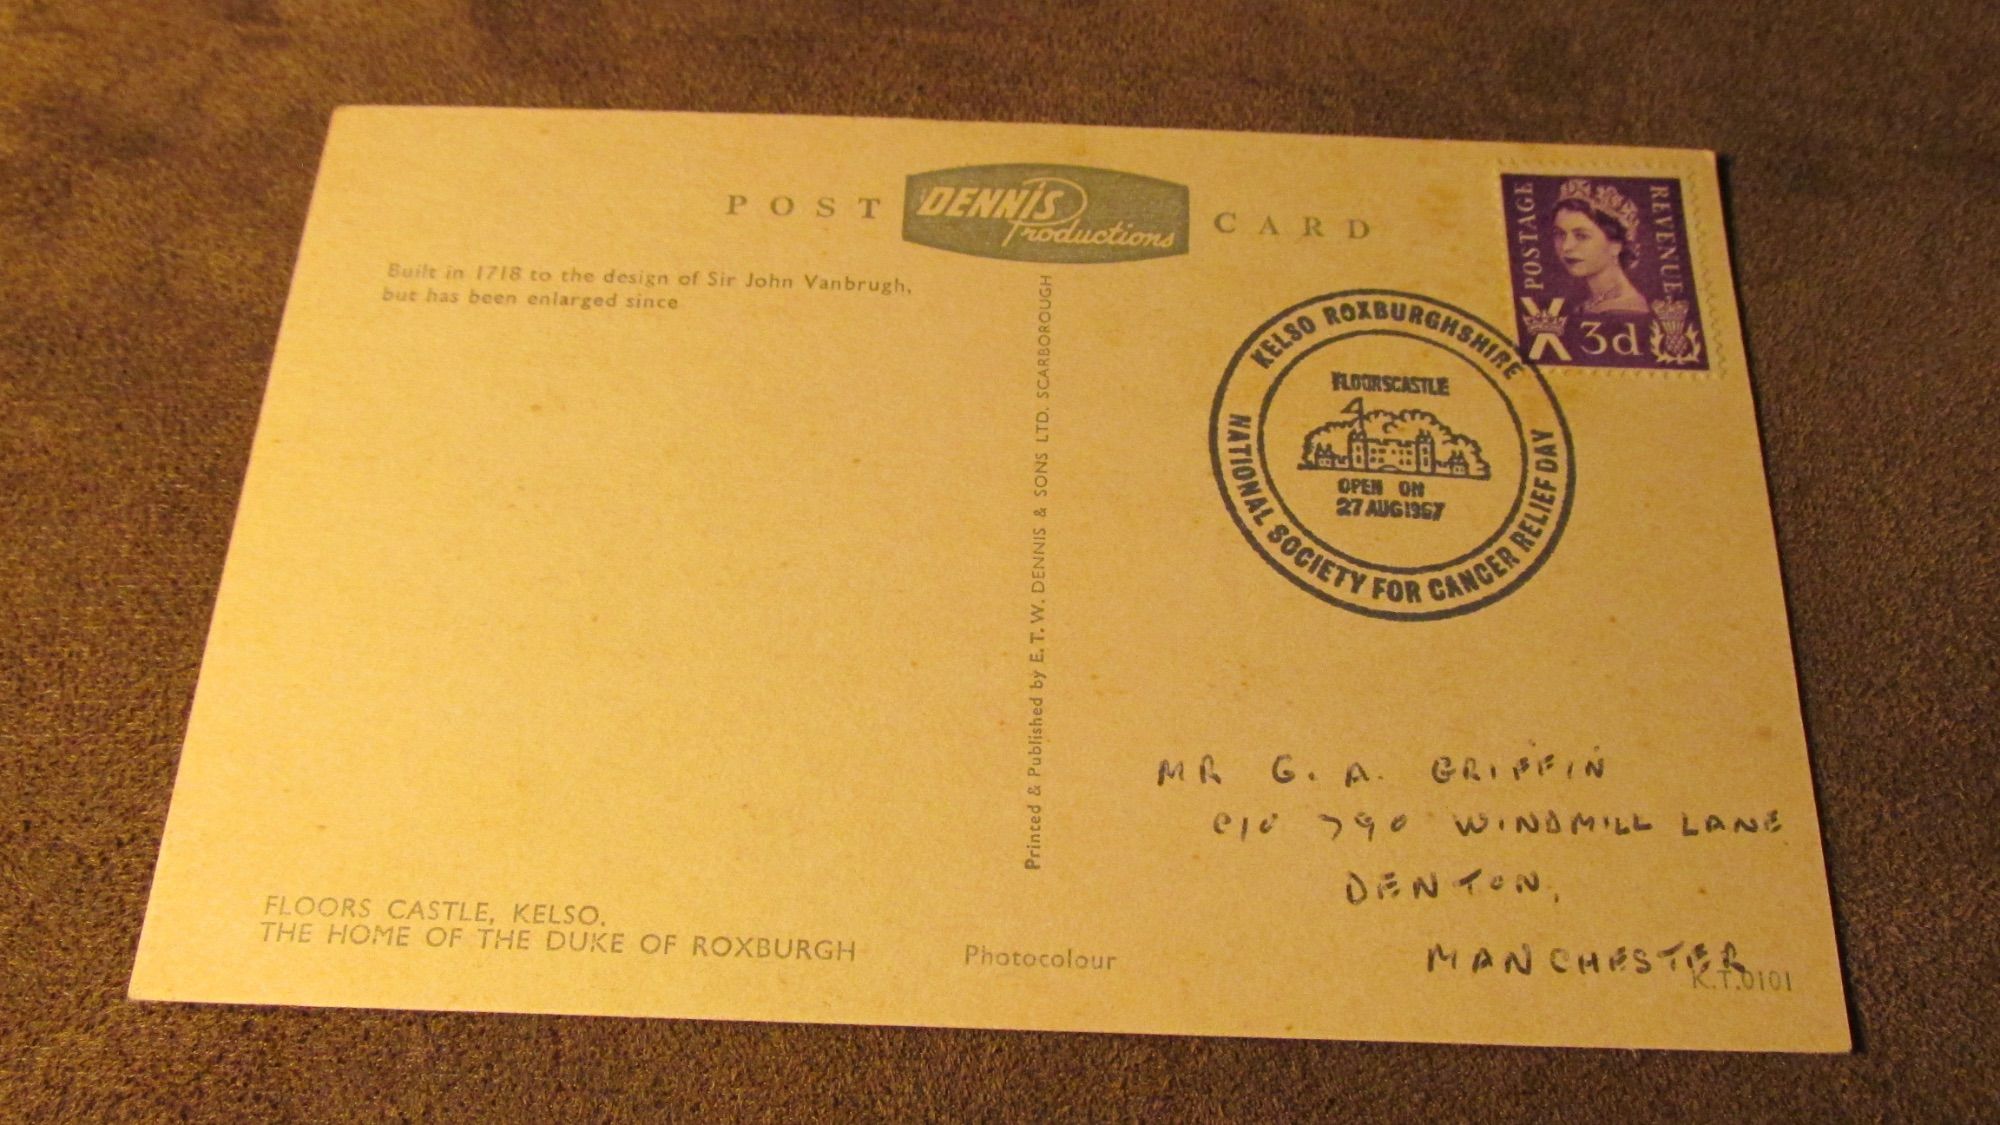 POST DENNIS Productions CARD
POSTAGE REVENUE
3d
Built in 1718 to the design of Sir John Vanbrugh,
but has been enlarged since
Printed & Published by E. T. W. DENNIS & SONS LTD. SCARBOROUGH
KELSO ROXBURGHSHIRE
FLOORSCASTLE
OPEN ON
27 AUG 1967
NATIONAL SOCIETY FOR CANCER RELIEF DAY
MR G. A. GRIFFIN
C/O 790 WINDMILL LANE
DENTON,
MANCHESTER
FLOORS CASTLE, KELSO.
THE HOME OF THE DUKE OF ROXBURGH
Photocolour
K.T.0101